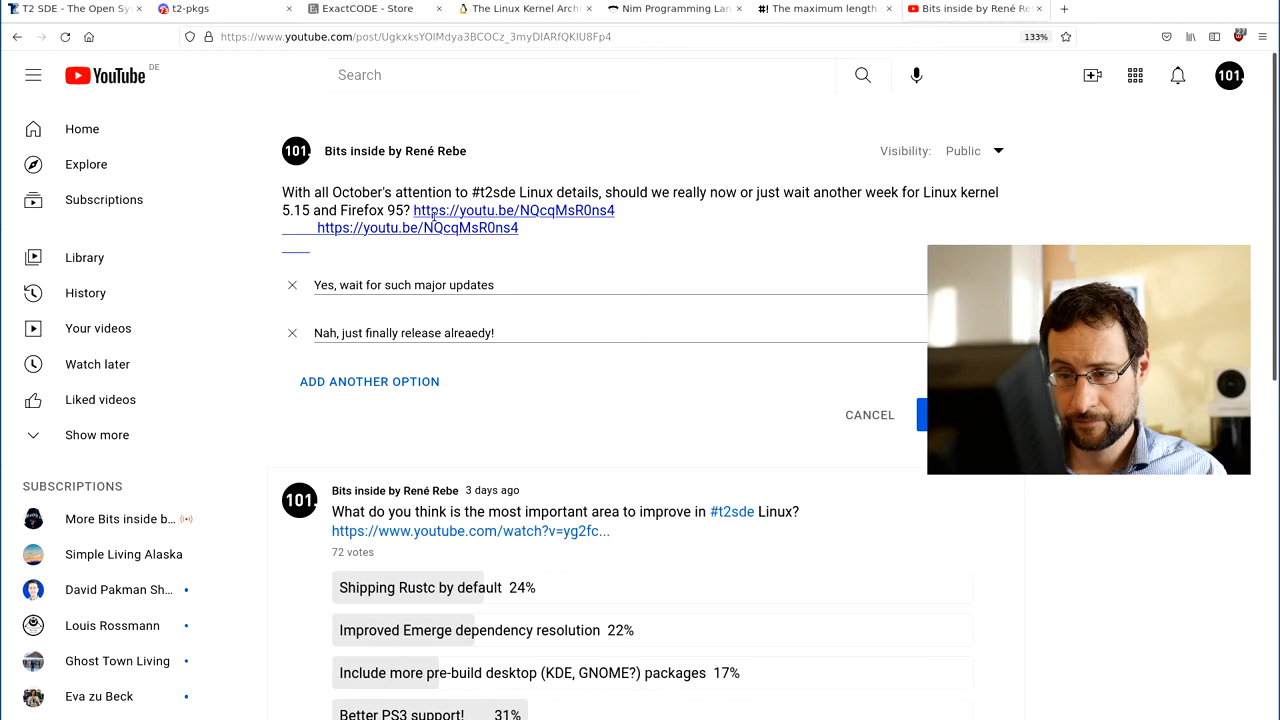 T2 SDE - The Open Sy
t2-pkgs
ExactCODE - Store
The Linux Kernel Archi
Nim Programming Lan
The maximum length
Bits inside by René Re
https://www.youtube.com/post/UgkxksYOIMdya3BCOCz_3myDIARfQKIU8Fp4
133%
YouTube DE
Search
101.
Home
Explore
Subscriptions
Library
History
Your videos
Watch later
Liked videos
Show more
SUBSCRIPTIONS
More Bits inside b...
Simple Living Alaska
David Pakman Sh...
Louis Rossmann
Ghost Town Living
Eva zu Beck
101. Bits inside by René Rebe
Visibility: Public
With all October's attention to #t2sde Linux details, should we really now or just wait another week for Linux kernel
5.15 and Firefox 95? https://youtu.be/NQcqMsR0ns4
https://youtu.be/NQcqMsR0ns4
Yes, wait for such major updates
Nah, just finally release alreaedy!
ADD ANOTHER OPTION
CANCEL
101. Bits inside by René Rebe 3 days ago
What do you think is the most important area to improve in #t2sde Linux?
https://www.youtube.com/watch?v=yg2fc...
72 votes
Shipping Rustc by default 24%
Improved Emerge dependency resolution 22%
Include more pre-build desktop (KDE, GNOME?) packages 17%
Better PS3 support! 31%